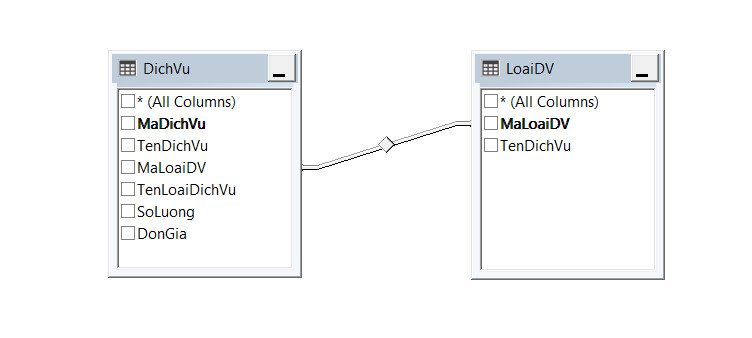 DichVu
* (All Columns)
MaDichVu
TenDichVu
MaLoaiDV
TenLoaiDichVu
SoLuong
DonGia
LoaiDV
* (All Columns)
MaLoaiDV
TenDichVu